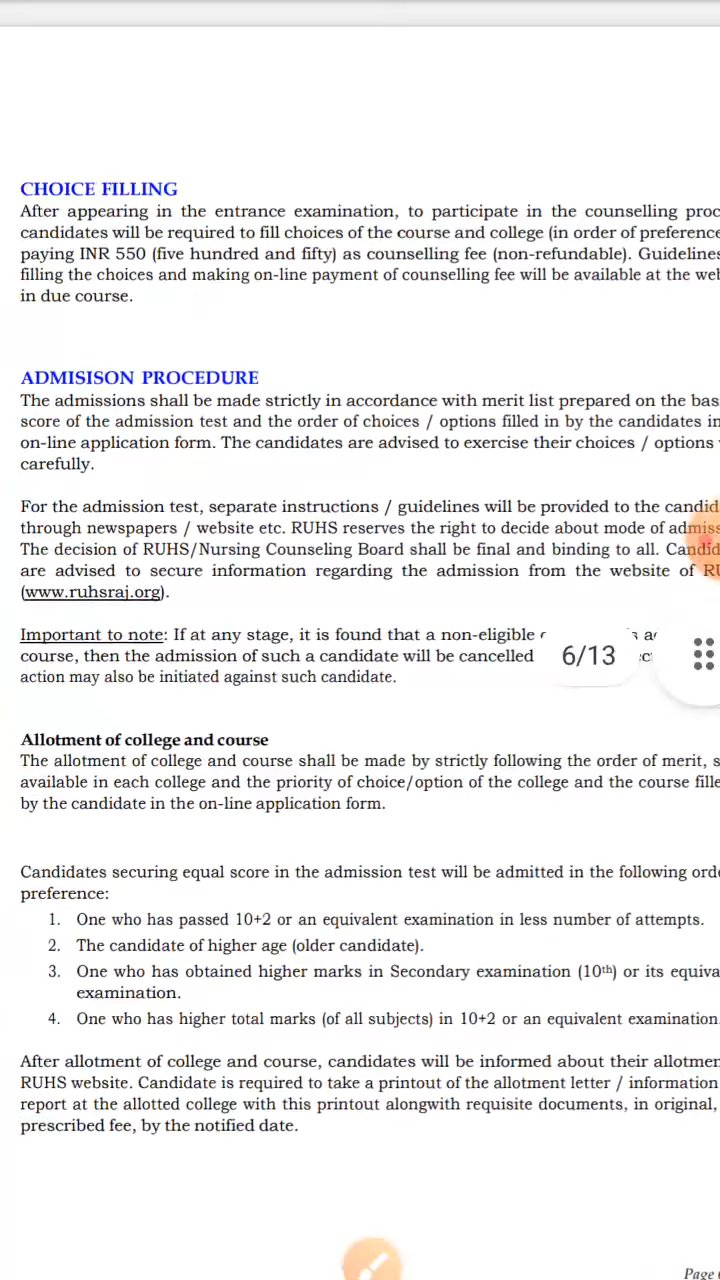 CHOICE FILLING
After appearing in the entrance examination, to participate in the counselling proc
candidates will be required to fill choices of the course and college (in order of preference
paying INR 550 (five hundred and fifty) as counselling fee (non-refundable). Guidelines
filling the choices and making on-line payment of counselling fee will be available at the we
in due course.
ADMISISON PROCEDURE
The admissions shall be made strictly in accordance with merit list prepared on the bas
score of the admission test and the order of choices / options filled in by the candidates in
on-line application form. The candidates are advised to exercise their choices / options
carefully.
For the admission test, separate instructions / guidelines will be provided to the candid
through newspapers / website etc. RUHS reserves the right to decide about mode of admiss
The decision of RUHS/Nursing Counseling Board shall be final and binding to all. Candid
are advised to secure information regarding the admission from the website of RU
(www.ruhsraj.org).
Important to note: If at any stage, it is found that a non-eligible
course, then the admission of such a candidate will be cancelled
6/13
action may also be initiated against such candidate.
Allotment of college and course
The allotment of college and course shall be made by strictly following the order of merit, s
available in each college and the priority of choice/option of the college and the course fille
by the candidate in the on-line application form.
Candidates securing equal score in the admission test will be admitted in the following orde
preference:
1. One who has passed 10+2 or an equivalent examination in less number of attempts.
2. The candidate of higher age (older candidate).
3. One who has obtained higher marks in Secondary examination (10th) or its equiva
examination.
4. One who has higher total marks (of all subjects) in 10+2 or an equivalent examination.
After allotment of college and course, candidates will be informed about their allotmen
RUHS website. Candidate is required to take a printout of the allotment letter / information
report at the allotted college with this printout alongwith requisite documents, in original,
prescribed fee, by the notified date.
Page